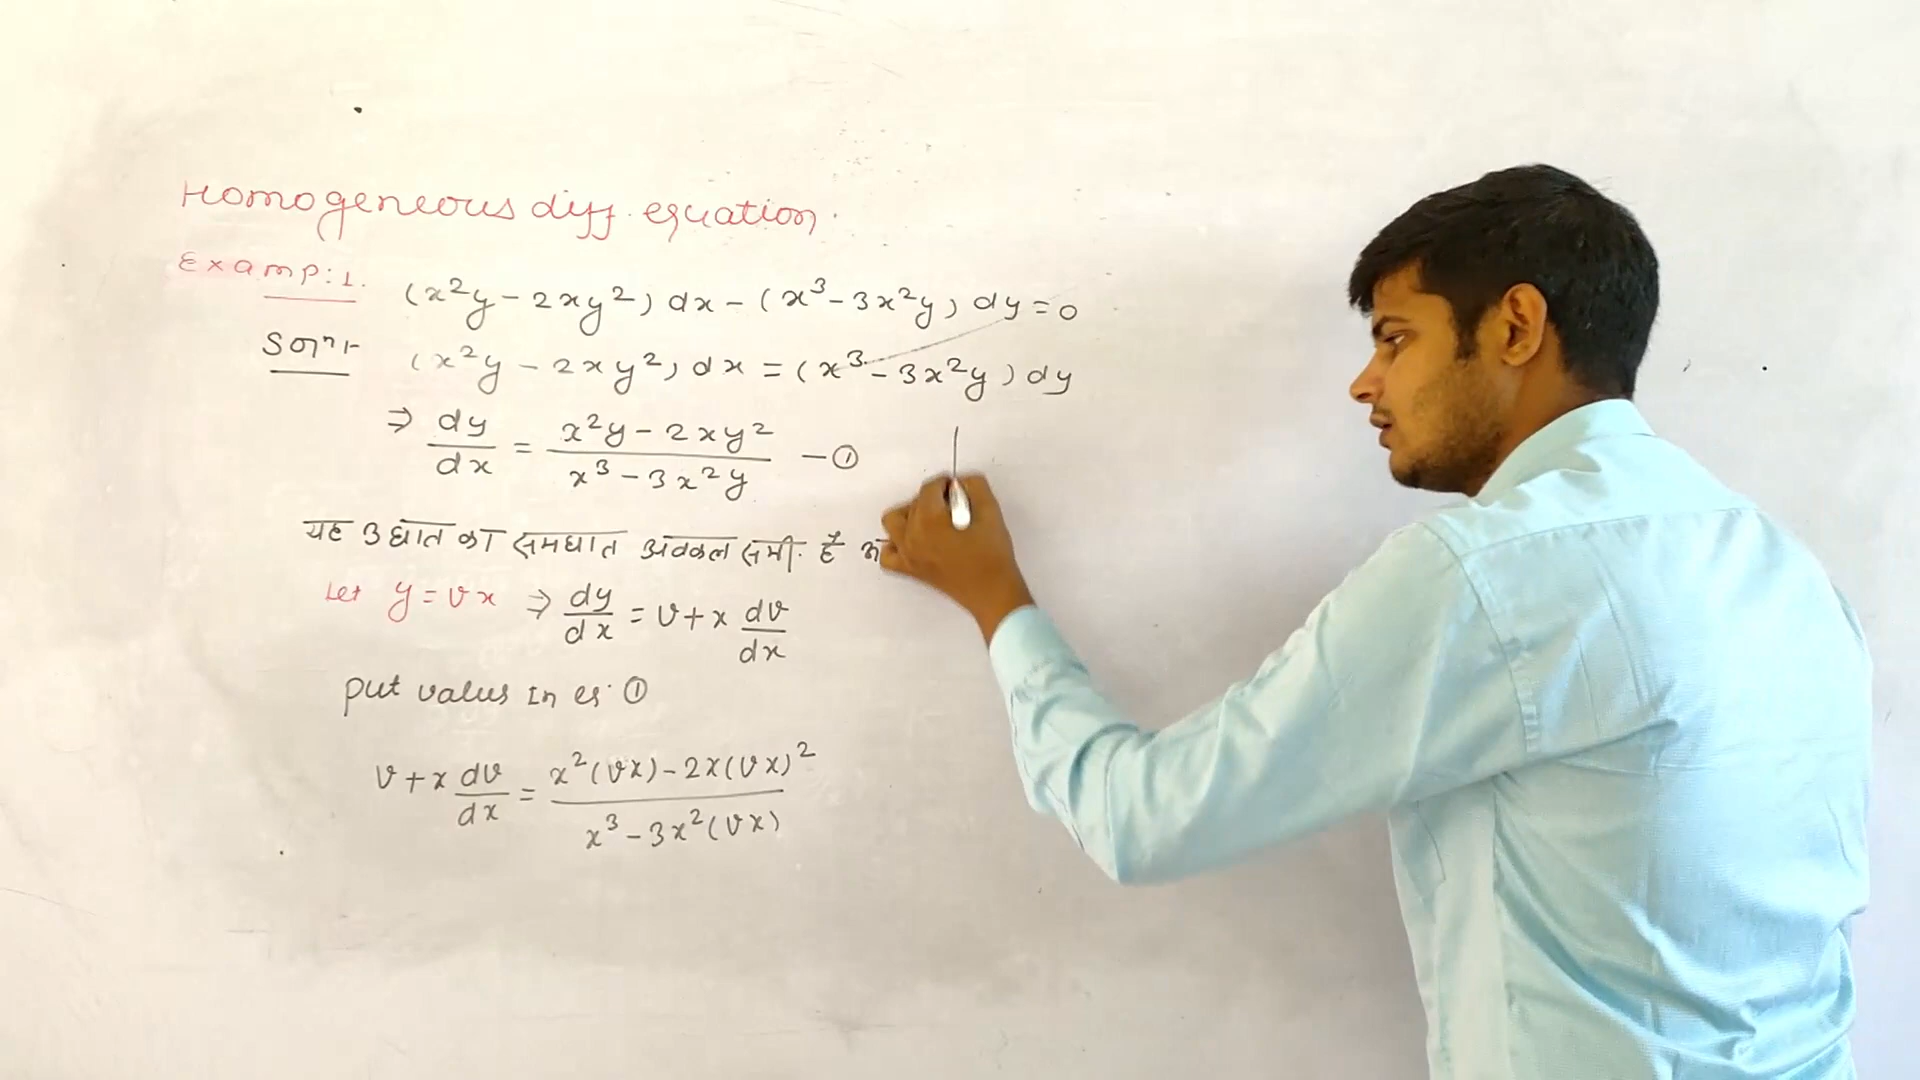 Homogeneous diff. equation.
Examp:1. (x²y - 2xy²) dx - (x³ - 3x²y) dy = 0
Soln:- (x²y - 2xy²) dx = (x³ - 3x²y) dy
⇒ dy/dx = (x²y - 2xy²)/(x³ - 3x²y) — ①
यह 3 घात का समघात अवकल समी. है
Let y = vx ⇒ dy/dx = v + x dv/dx
put values in eq. ①
v + x dv/dx = (x²(vx) - 2x(vx)²)/(x³ - 3x²(vx))